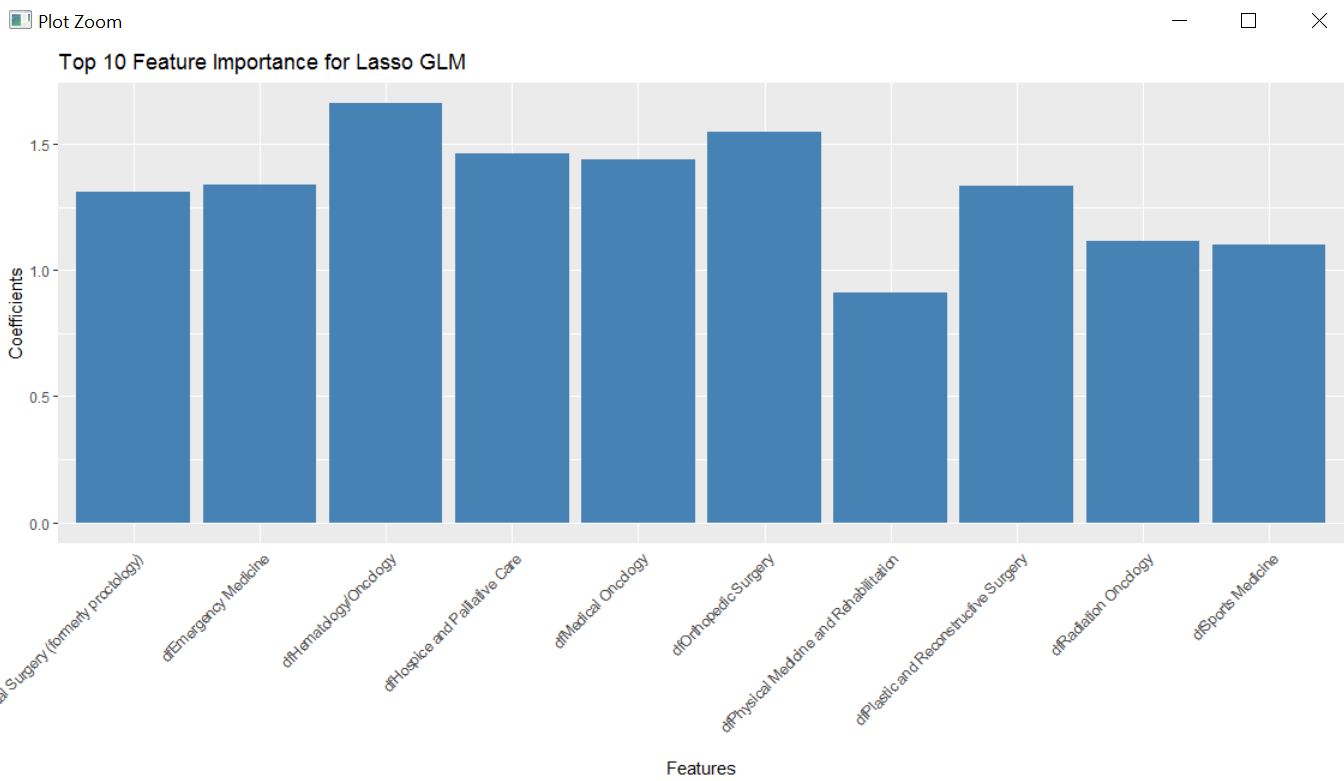 Plot Zoom
Top 10 Feature Importance for Lasso GLM
Coefficients
1.5
1.0
0.5
0.0
Surgery (formerly proctology)
dfEmergency Medicine
dfHematology/Oncology
dfHospice and Palliative Care
dfMedical Oncology
dfOrthopedic Surgery
dfPhysical Medicine and Rehabilitation
dfPlastic and Reconstructive Surgery
dfRadiation Oncology
dfSports Medicine
Features